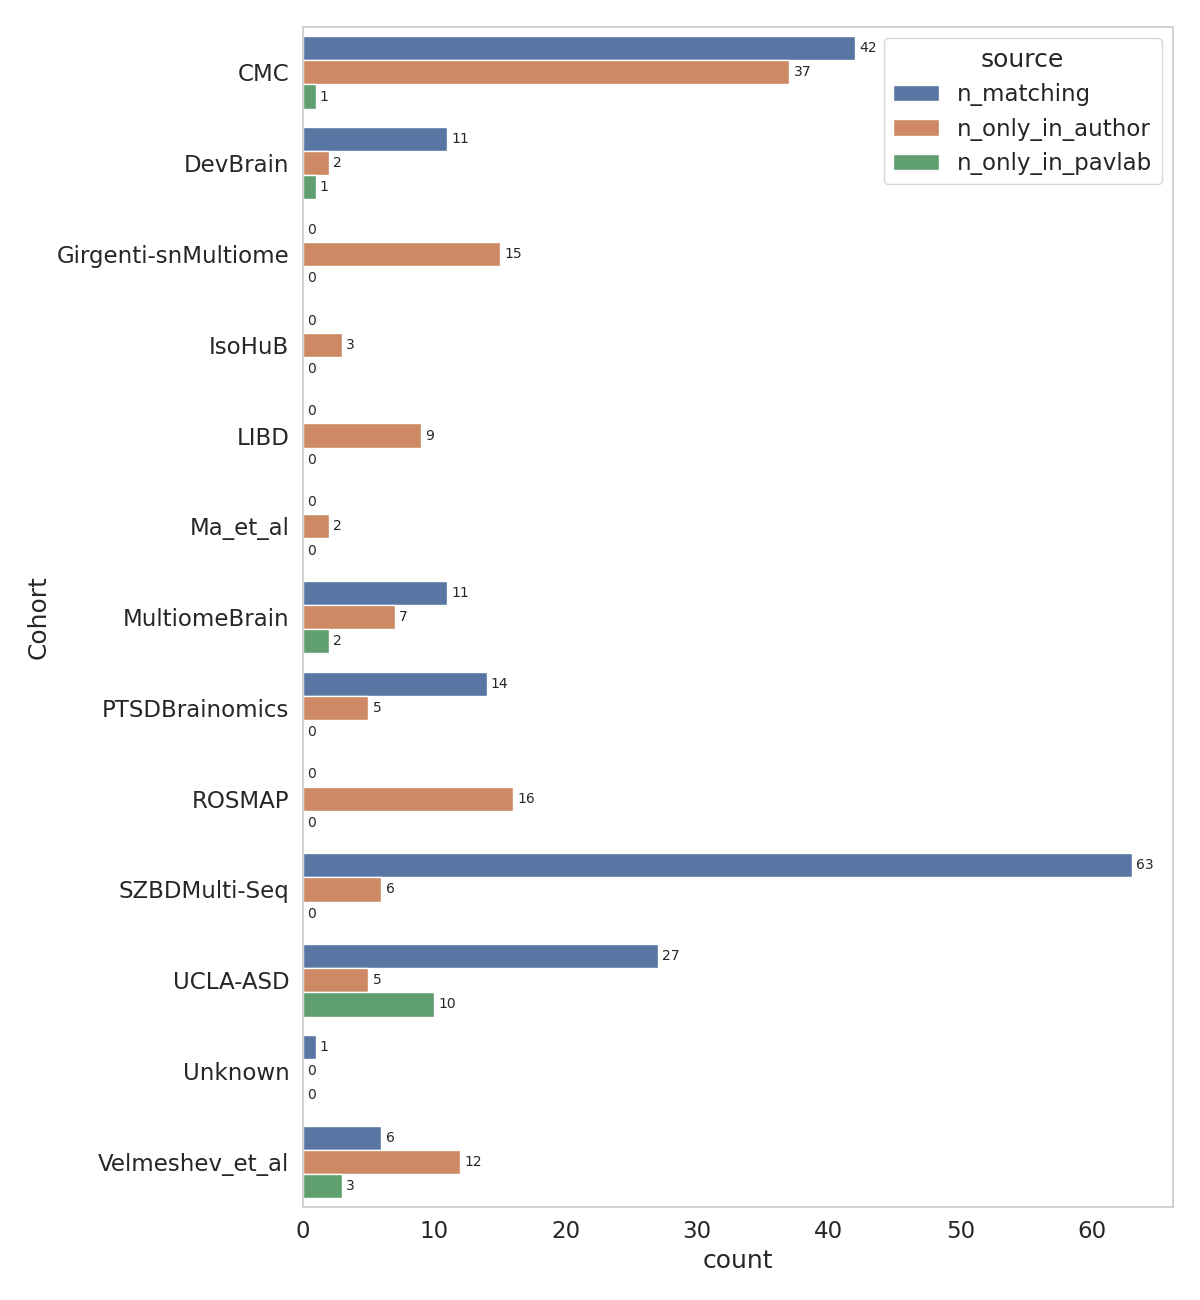 source
n_matching
n_only_in_author
n_only_in_pavlab
Cohort
CMC
42
37
1
DevBrain
11
2
1
Girgenti-snMultiome
0
15
0
IsoHuB
0
3
0
LIBD
0
9
0
Ma_et_al
0
2
0
MultiomeBrain
11
7
2
PTSDBrainomics
14
5
0
ROSMAP
0
16
0
SZBDMulti-Seq
63
6
0
UCLA-ASD
27
5
10
Unknown
1
0
0
Velmeshev_et_al
6
12
3
0 10 20 30 40 50 60
count